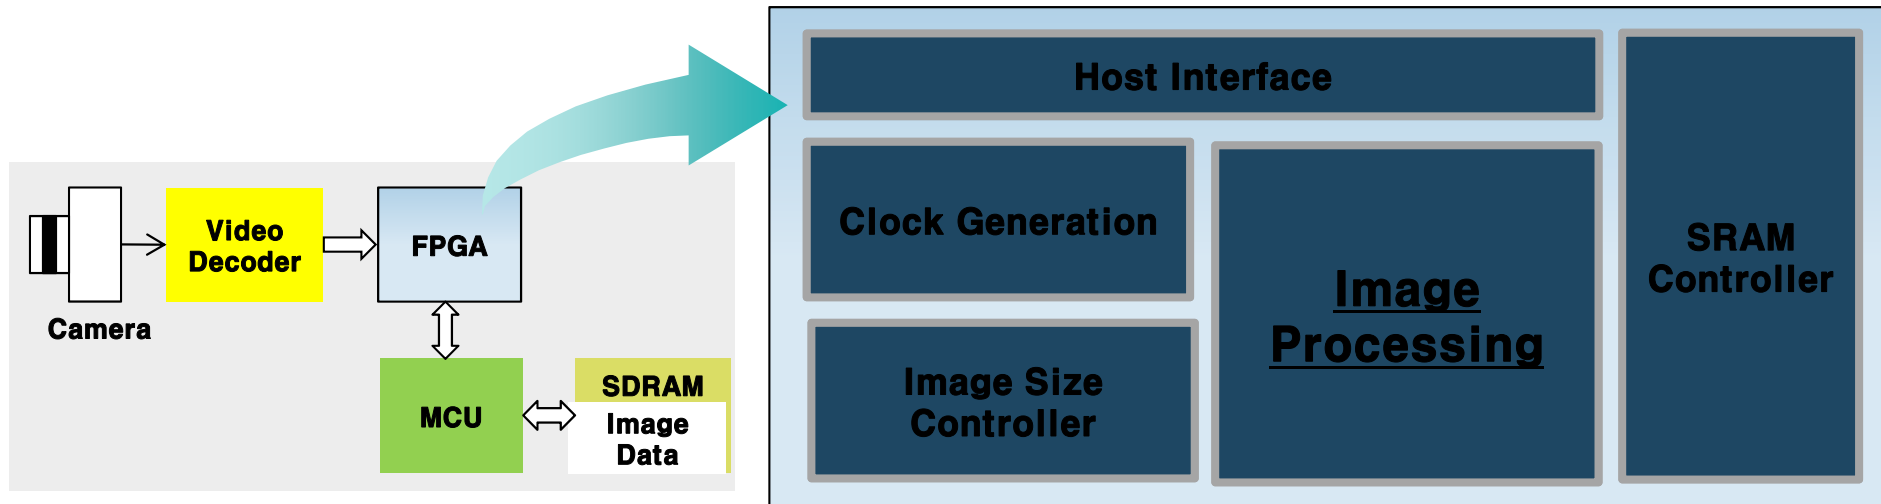 Camera
Video
Decoder
FPGA
MCU
SDRAM
Image
Data
Host Interface
Clock Generation
Image Size
Controller
Image
Processing
SRAM
Controller